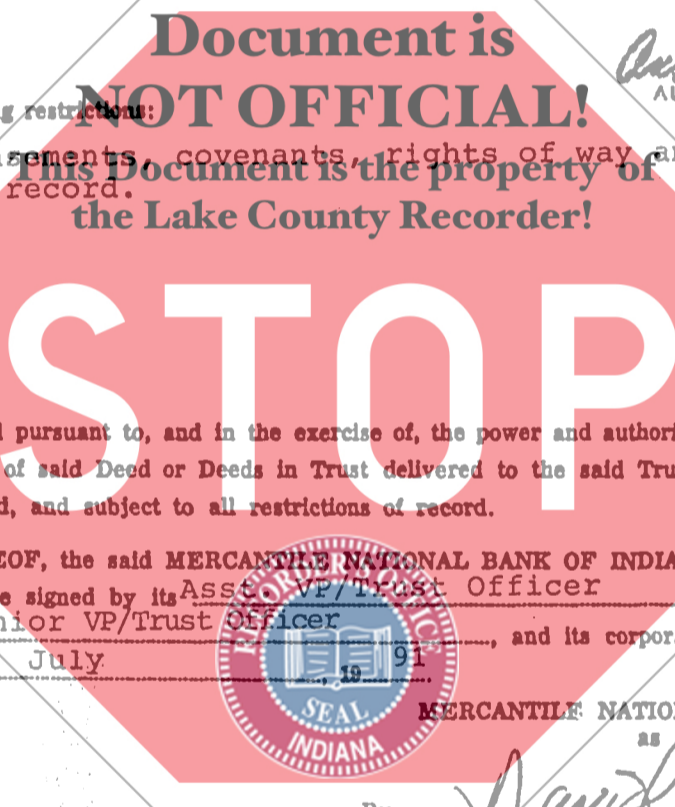 Document is
NOT OFFICIAL!
g restrictions:
sements, covenants, rights of way
This Document is the property of
record.
the Lake County Recorder!
STOP
pursuant to, and in the exercise of, the power and authori
of said Deed or Deeds in Trust delivered to the said Tru
d, and subject to all restrictions of record.
EOF, the said MERCANTILE NATIONAL BANK OF INDIA
e signed by its Asst. VP/Trust Officer
nior VP/Trust Officer , and its corpor
July , 19 91 .
RECORDER'S OFFICE
SEAL
INDIANA
MERCANTILE NATIO
as
By